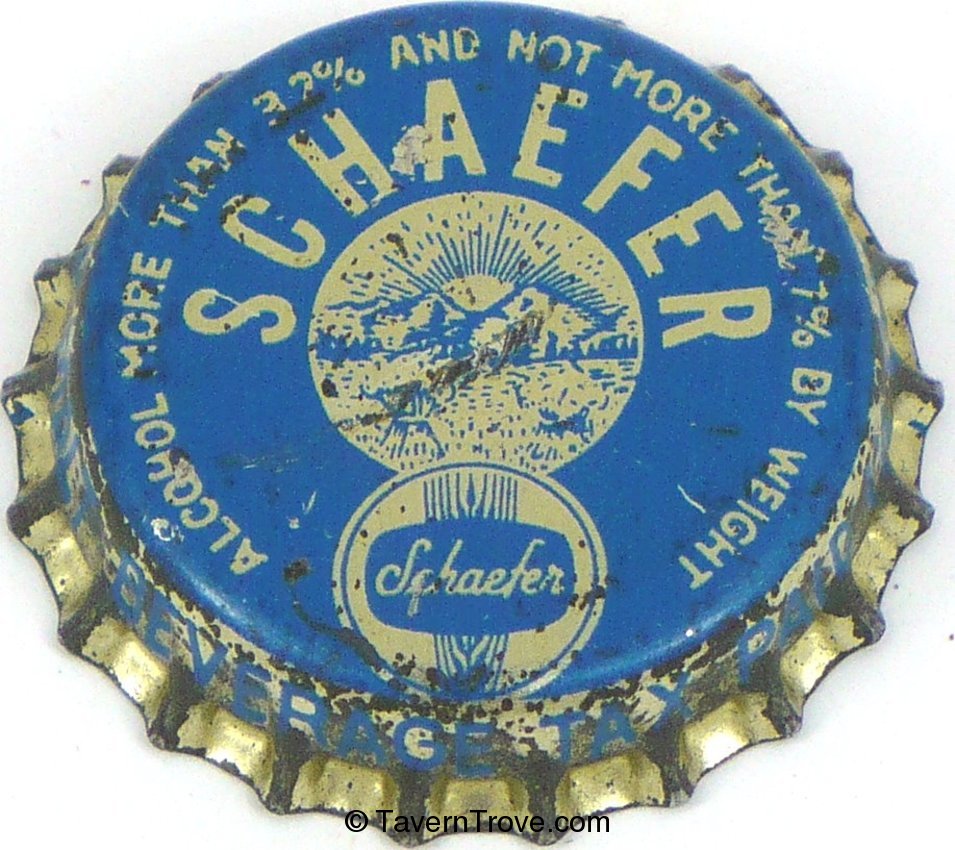 ALCOHOL MORE THAN 3.2% AND NOT MORE THAN 7% BY WEIGHT
SCHAEFER
Schaefer
BEVERAGE TAX PAID
© TavernTrove.com